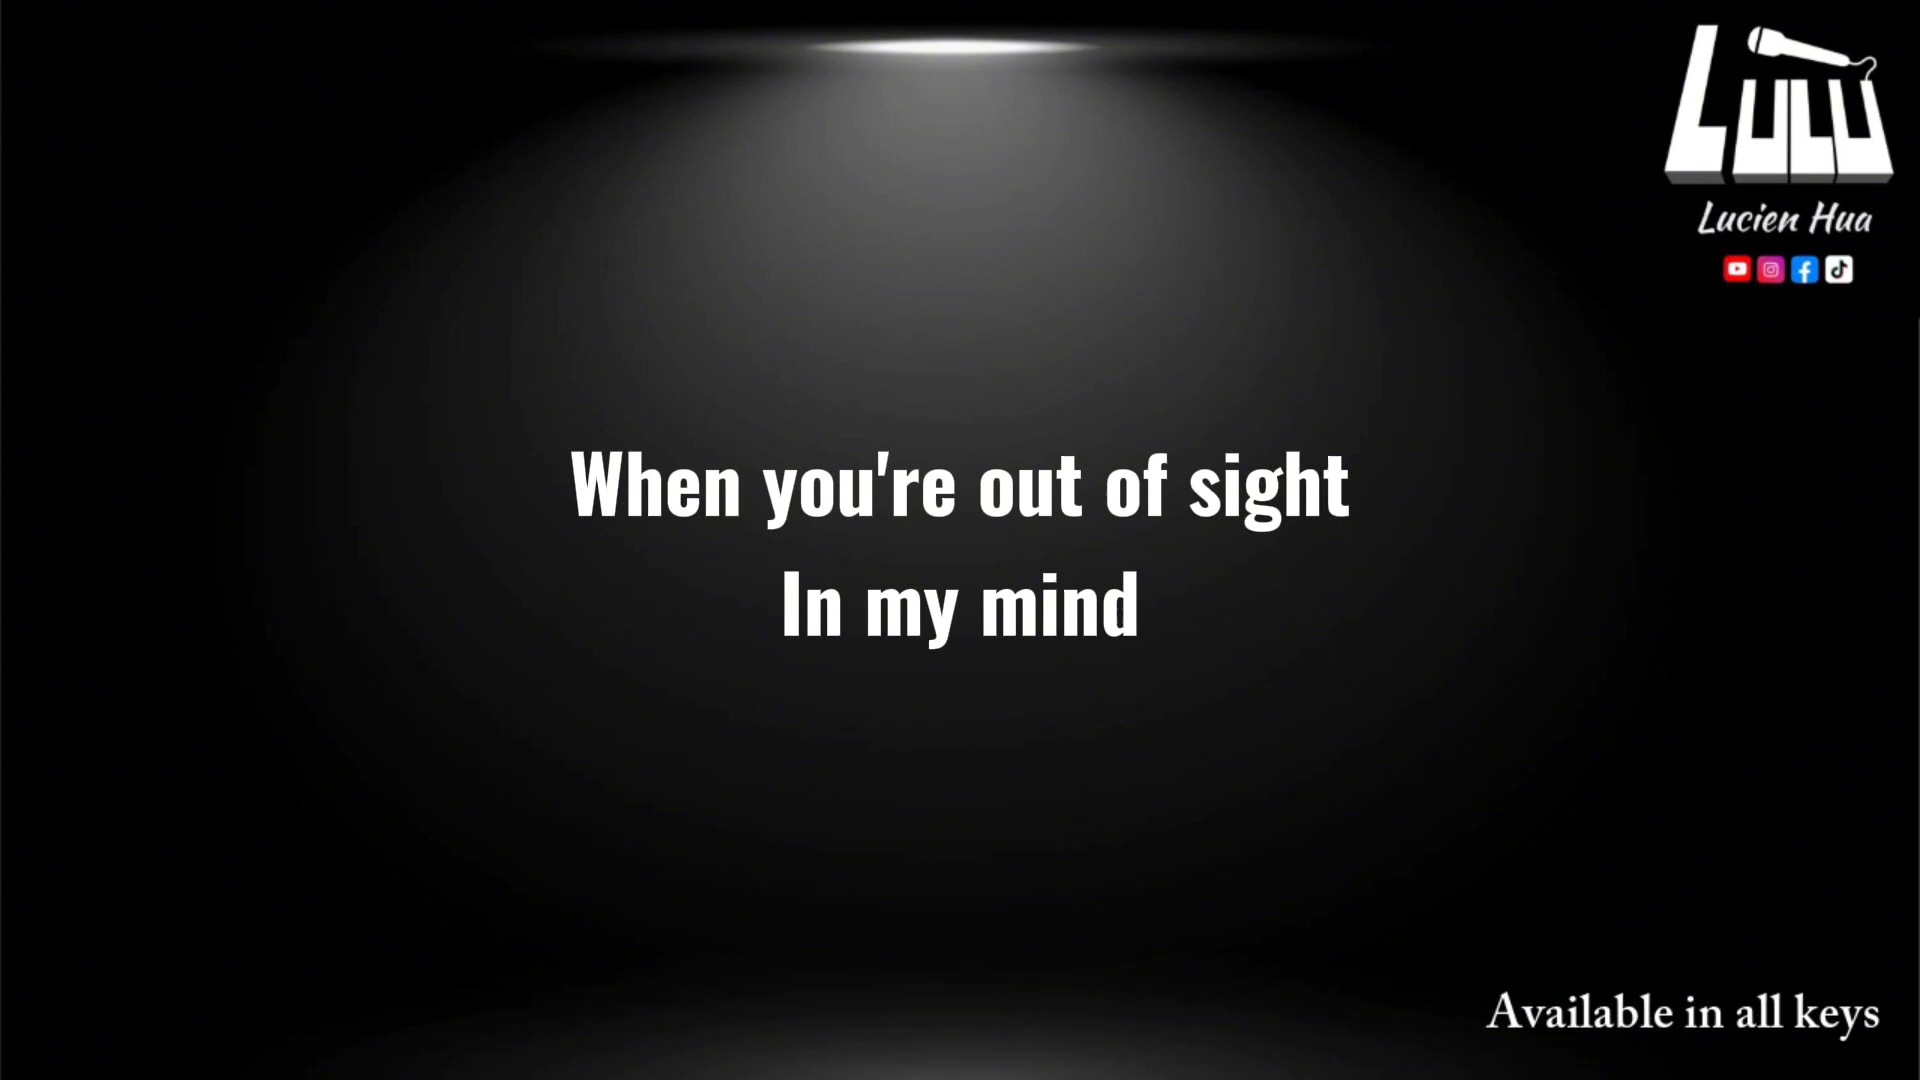 LULU
Lucien Hua
When you're out of sight
In my mind
Available in all keys